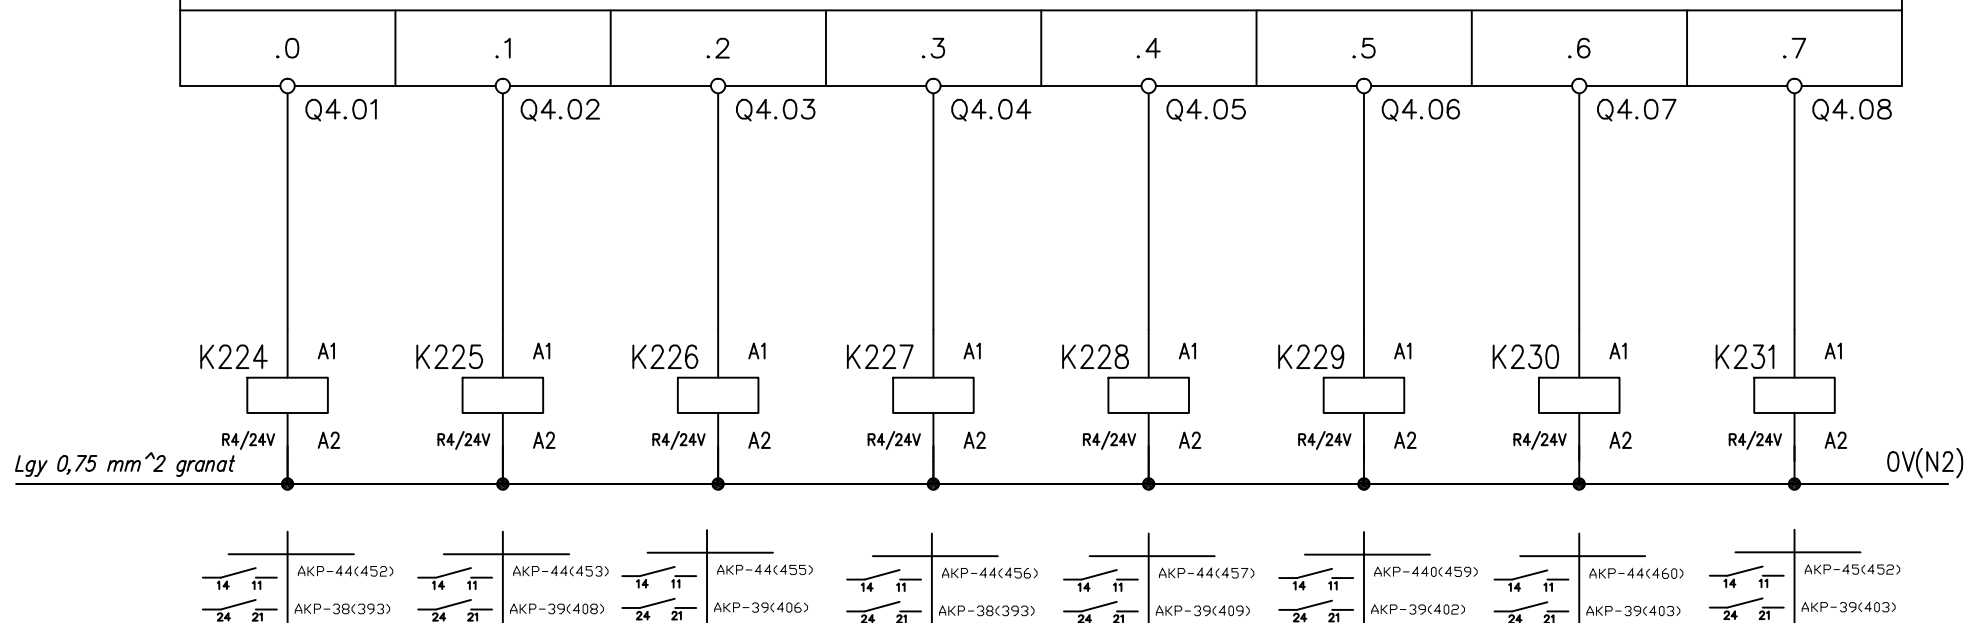 .0 .1 .2 .3 .4 .5 .6 .7
Q4.01 Q4.02 Q4.03 Q4.04 Q4.05 Q4.06 Q4.07 Q4.08
K224 A1 K225 A1 K226 A1 K227 A1 K228 A1 K229 A1 K230 A1 K231 A1
R4/24V A2 R4/24V A2 R4/24V A2 R4/24V A2 R4/24V A2 R4/24V A2 R4/24V A2 R4/24V A2
Lgy 0,75 mm^2 granat 0V(N2)
14 11 AKP-44(452) 14 11 AKP-44(453) 14 11 AKP-44(455) 14 11 AKP-44(456) 14 11 AKP-44(457) 14 11 AKP-440(459) 14 11 AKP-44(460) 14 11 AKP-45(452)
24 21 AKP-38(393) 24 21 AKP-39(408) 24 21 AKP-39(406) 24 21 AKP-38(393) 24 21 AKP-39(409) 24 21 AKP-39(402) 24 21 AKP-39(403) 24 21 AKP-39(403)